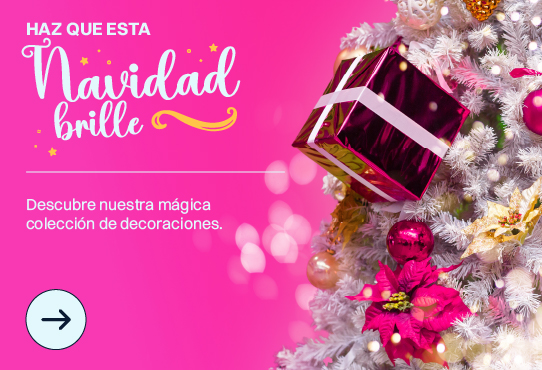 HAZ QUE ESTA
Navidad
brille
Descubre nuestra mágica
colección de decoraciones.